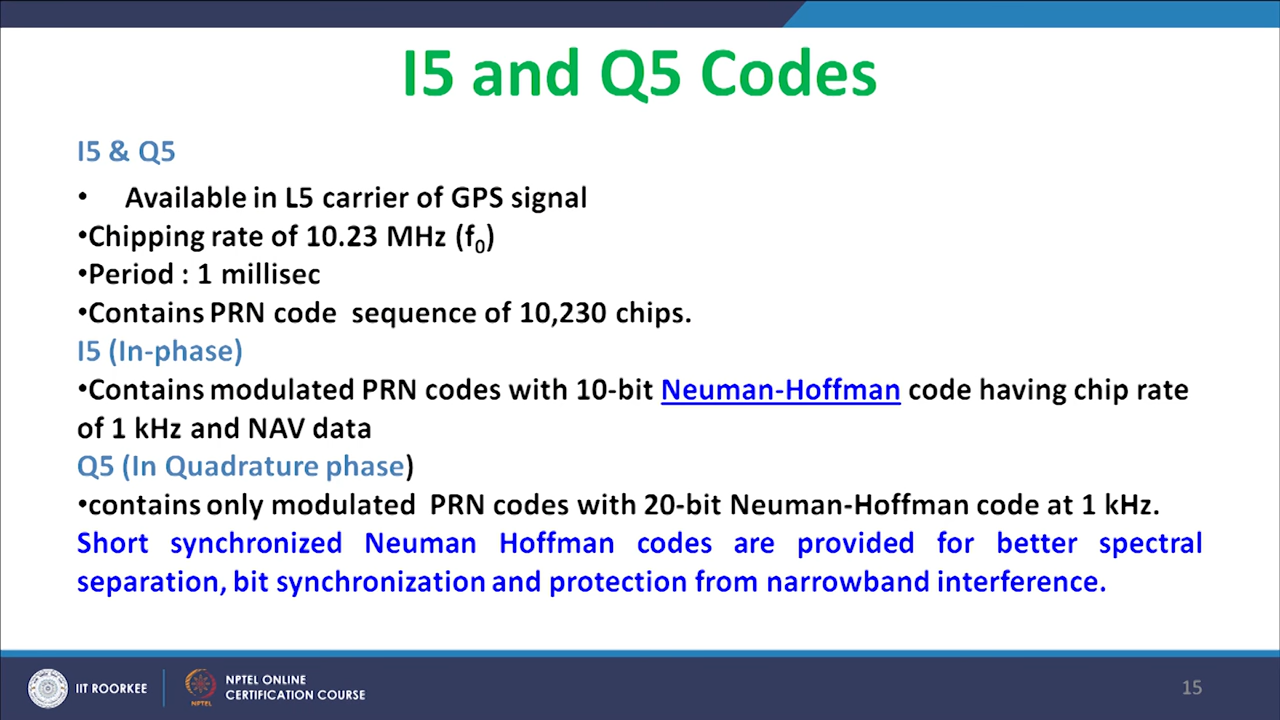 I5 and Q5 Codes
I5 & Q5
• Available in L5 carrier of GPS signal
•Chipping rate of 10.23 MHz (f0)
•Period : 1 millisec
•Contains PRN code sequence of 10,230 chips.
I5 (In-phase)
•Contains modulated PRN codes with 10-bit Neuman-Hoffman code having chip rate
of 1 kHz and NAV data
Q5 (In Quadrature phase)
•contains only modulated PRN codes with 20-bit Neuman-Hoffman code at 1 kHz.
Short synchronized Neuman Hoffman codes are provided for better spectral
separation, bit synchronization and protection from narrowband interference.
IIT ROORKEE
NPTEL
NPTEL ONLINE
CERTIFICATION COURSE
15